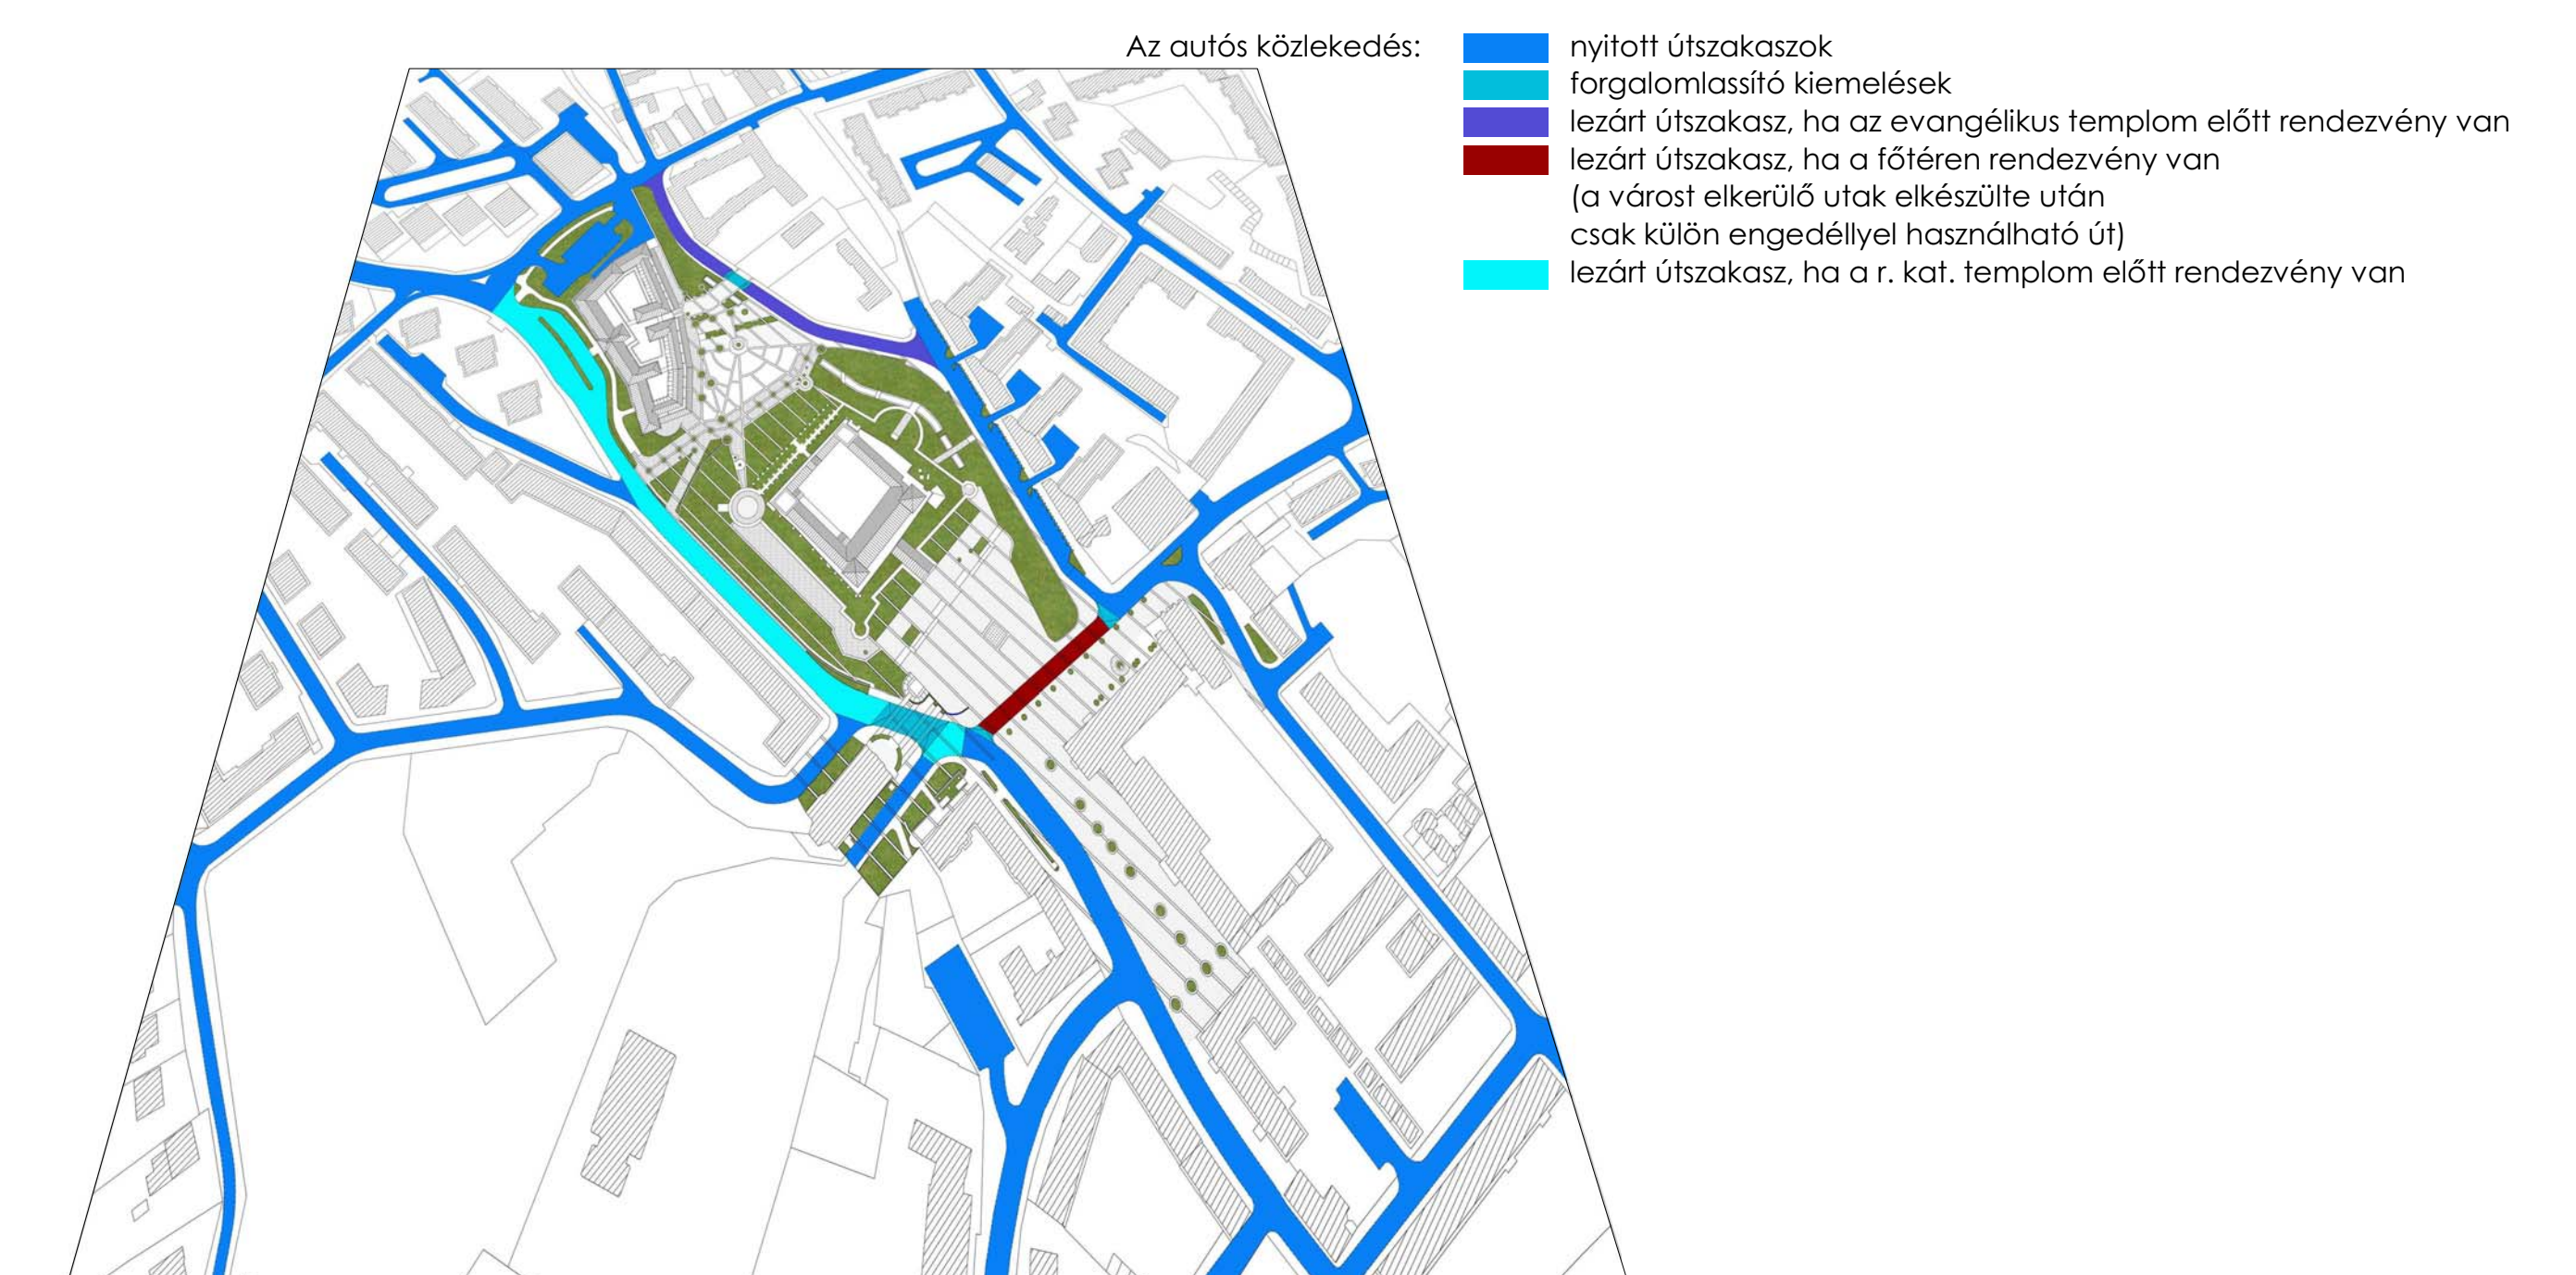 Az autós közlekedés:
nyitott útszakaszok
forgalomlassító kiemelések
lezárt útszakasz, ha az evangélikus templom előtt rendezvény van
lezárt útszakasz, ha a főtéren rendezvény van
(a várost elkerülő utak elkészülte után
csak külön engedéllyel használható út)
lezárt útszakasz, ha a r. kat. templom előtt rendezvény van